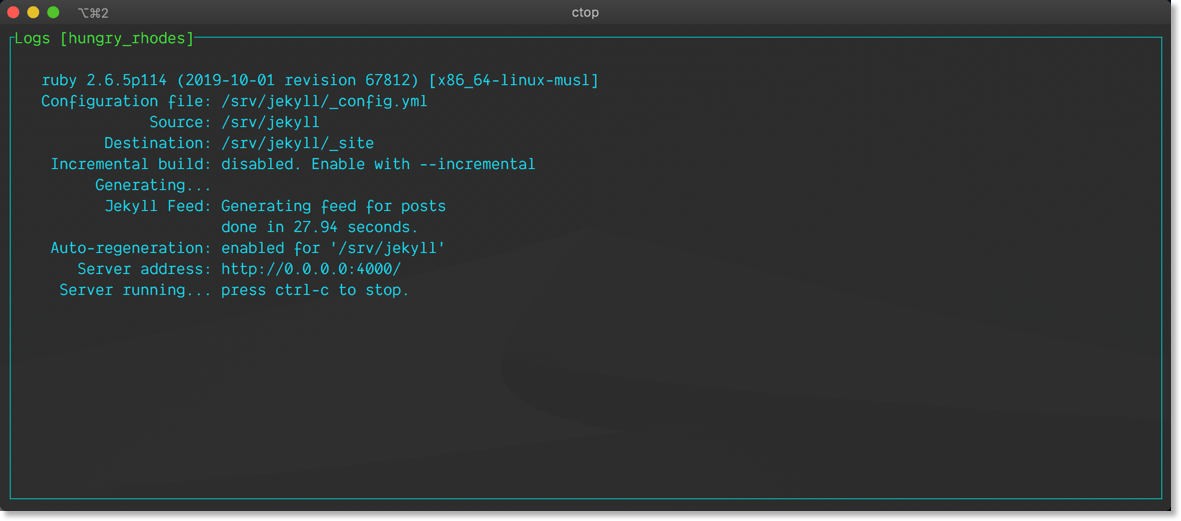 ⌥⌘2
ctop
Logs [hungry_rhodes]
ruby 2.6.5p114 (2019-10-01 revision 67812) [x86_64-linux-musl]
Configuration file: /srv/jekyll/_config.yml
Source: /srv/jekyll
Destination: /srv/jekyll/_site
Incremental build: disabled. Enable with --incremental
Generating...
Jekyll Feed: Generating feed for posts
done in 27.94 seconds.
Auto-regeneration: enabled for '/srv/jekyll'
Server address: http://0.0.0.0:4000/
Server running... press ctrl-c to stop.